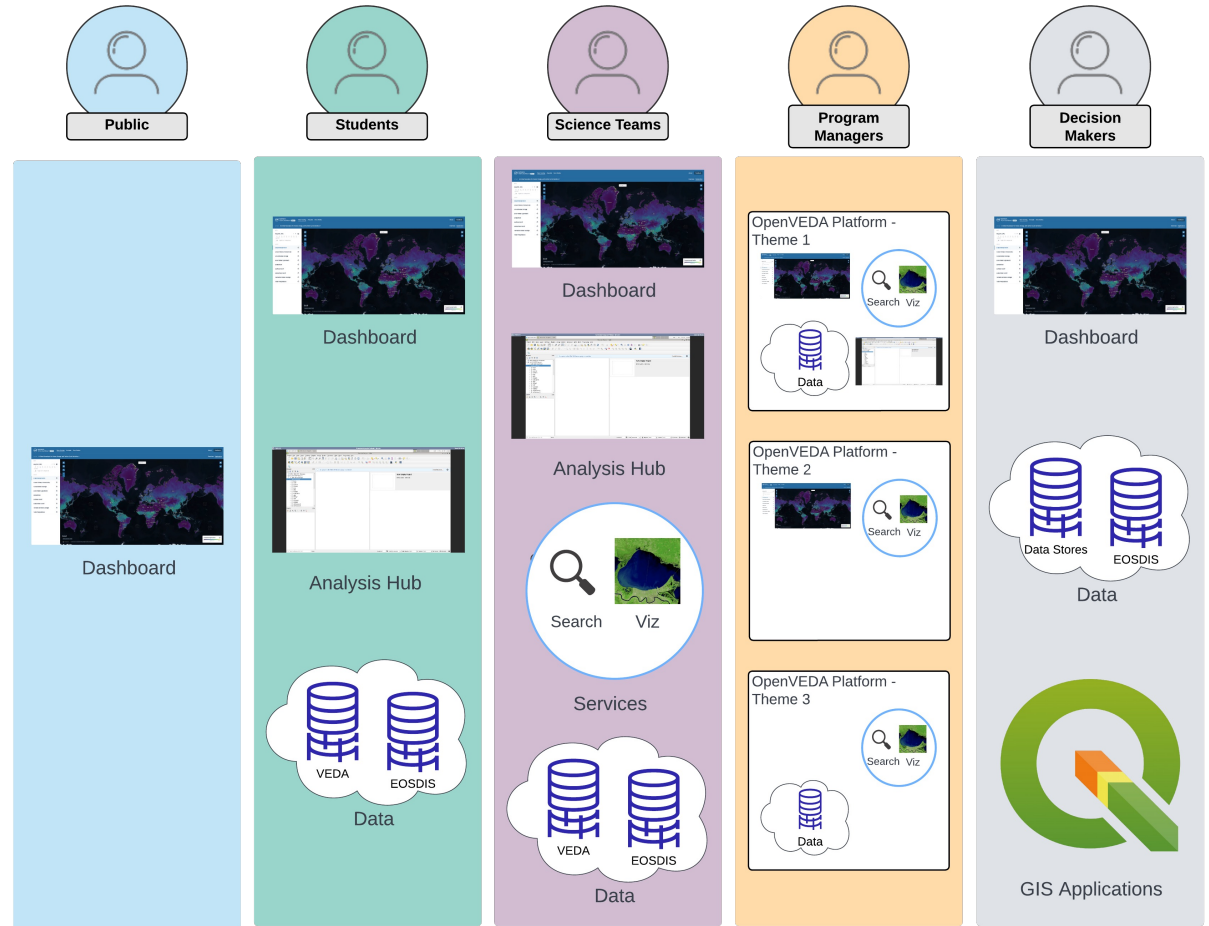 Public
Students
Science Teams
Program
Managers
Decision
Makers
Dashboard
Dashboard
Analysis Hub
VEDA
EOSDIS
Data
Dashboard
Analysis Hub
Search
Viz
Services
VEDA
EOSDIS
Data
OpenVEDA Platform -
Theme 1
Search Viz
Data
OpenVEDA Platform -
Theme 2
Search Viz
OpenVEDA Platform -
Theme 3
Search Viz
Data
Dashboard
Data Stores
EOSDIS
Data
GIS Applications